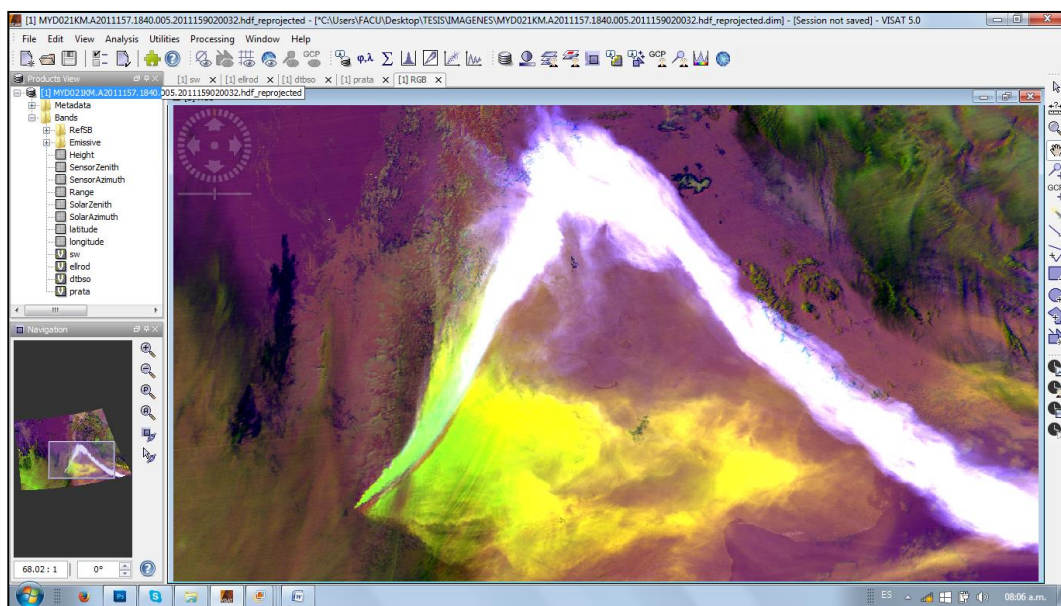 [1] MYD021KM.A2011157.1840.005.2011159020032.hdf_reprojected - ["C:\Users\FACU\Desktop\TESIS\IMAGENES\MYD021KM.A2011157.1840.005.2011159020032.hdf_reprojected.dim] - [Session not saved] - VISAT 5.0
File Edit View Analysis Utilities Processing Window Help
GCP φ,λ Σ GCP
Products View [1] sw [1] ellrod [1] dtbso [1] prata [1] RGB
[1] MYD021KM.A2011157.1840.005.2011159020032.hdf_reprojected
Metadata
Bands
RefSB
Emissive
Height
SensorZenith
SensorAzimuth
Range
SolarZenith
SolarAzimuth
latitude
longitude
sw
ellrod
dtbso
prata
Navigation
68.02 : 1 0°
ES 08:06 a.m.